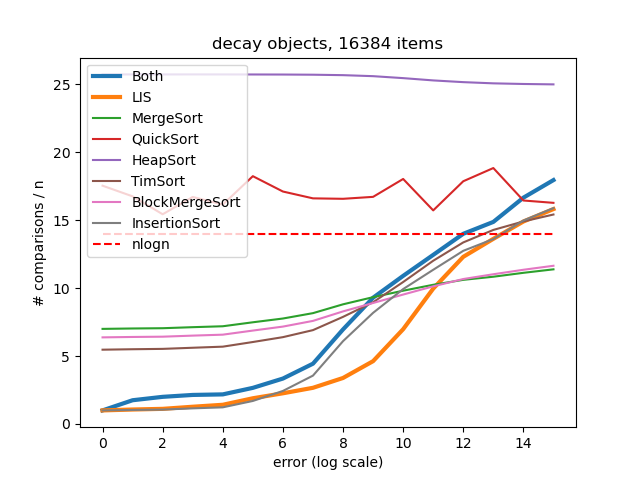 decay objects, 16384 items
# comparisons / n
25
20
15
10
5
0
Both
LIS
MergeSort
QuickSort
HeapSort
TimSort
BlockMergeSort
InsertionSort
nlogn
0 2 4 6 8 10 12 14
error (log scale)